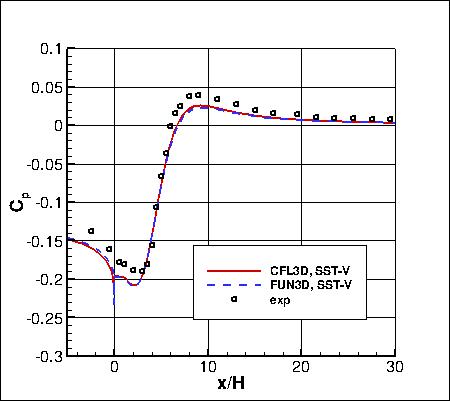 0.1
0.05
0
-0.05
-0.1
-0.15
-0.2
-0.25
-0.3
Cp
CFL3D, SST-V
FUN3D, SST-V
exp
0 10 20 30
x/H